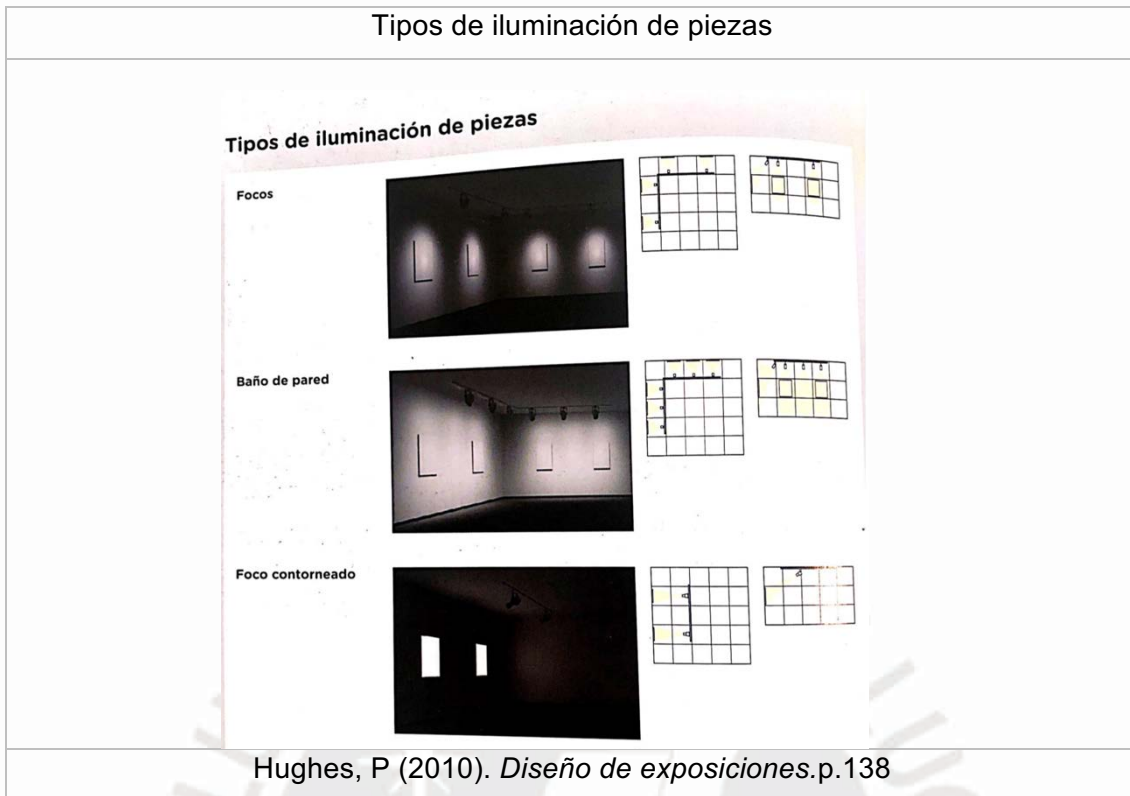 Tipos de iluminación de piezas
Tipos de iluminación de piezas
Focos
Baño de pared
Foco contorneado
Hughes, P (2010). Diseño de exposiciones.p.138